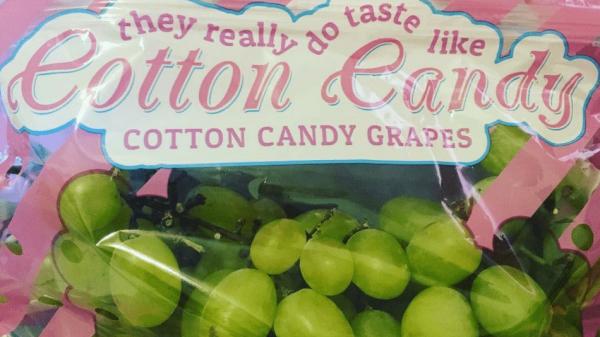 they really do taste like
Cotton Candy
COTTON CANDY GRAPES